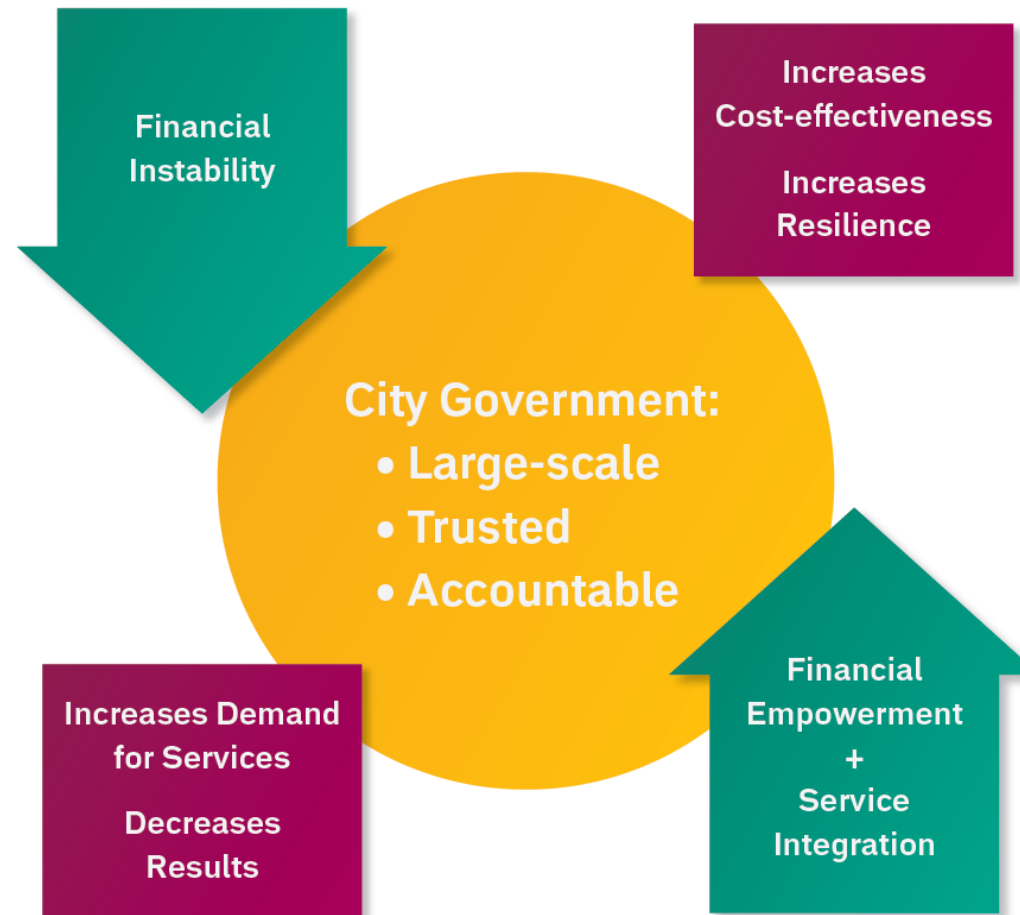 Financial
Instability
Increases
Cost-effectiveness
Increases
Resilience
City Government:
• Large-scale
• Trusted
• Accountable
Increases Demand
for Services
Decreases
Results
Financial
Empowerment
+
Service
Integration